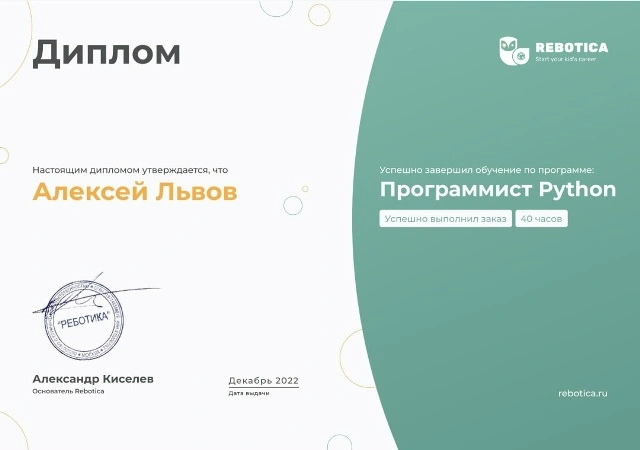 Диплом
REBOTICA
Start your kid's career
Настоящим дипломом утверждается, что
Алексей Львов
Успешно завершил обучение по программе:
Программист Python
Успешно выполнил заказ
40 часов
"РЕБОТИКА"
МОСКВА
Александр Киселев
Основатель Rebotica
Декабрь 2022
Дата выдачи
rebotica.ru